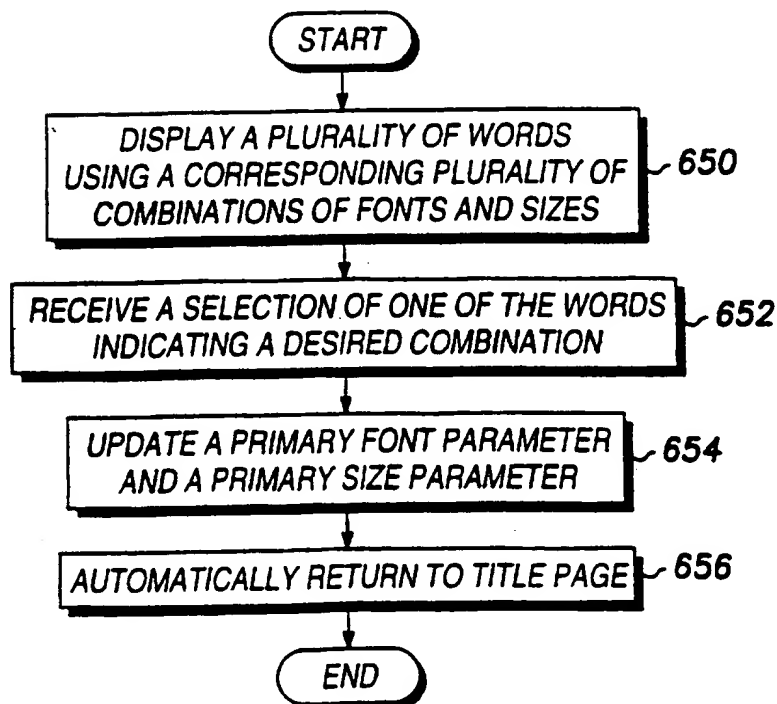 START
DISPLAY A PLURALITY OF WORDS
USING A CORRESPONDING PLURALITY OF
COMBINATIONS OF FONTS AND SIZES
650
RECEIVE A SELECTION OF ONE OF THE WORDS
INDICATING A DESIRED COMBINATION
652
UPDATE A PRIMARY FONT PARAMETER
AND A PRIMARY SIZE PARAMETER
654
AUTOMATICALLY RETURN TO TITLE PAGE
656
END